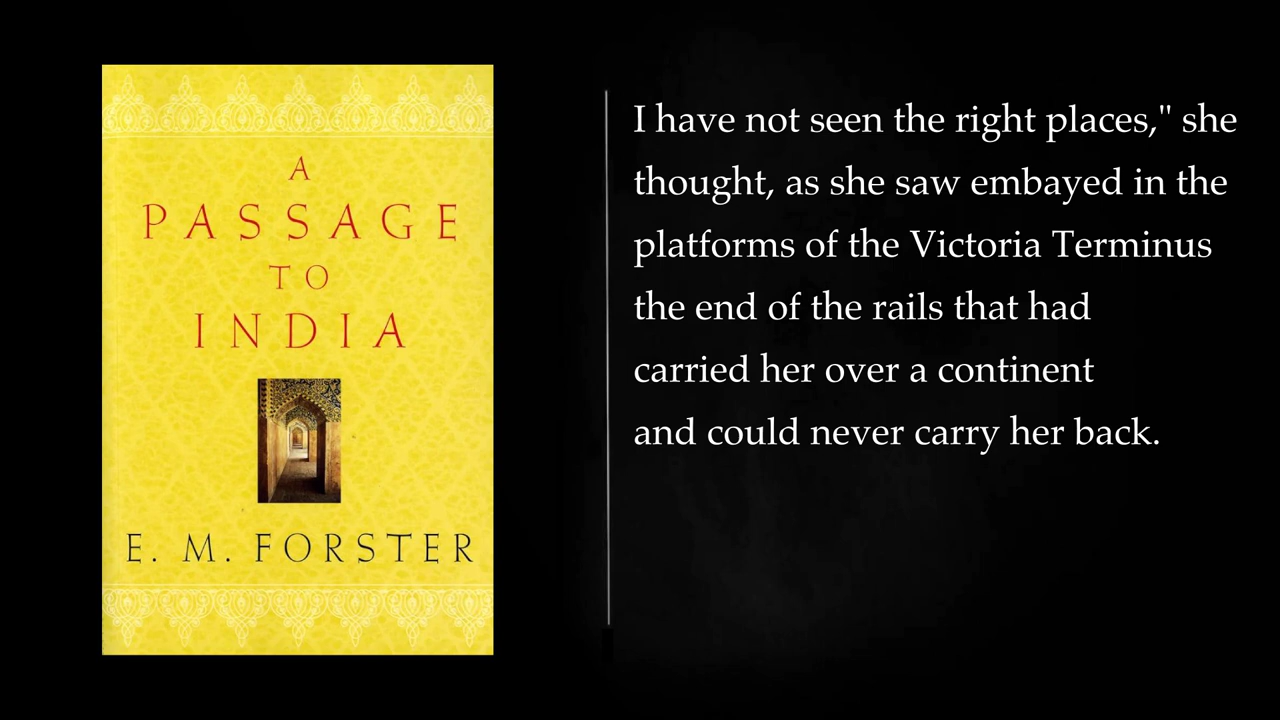 A
PASSAGE
TO
INDIA
E. M. FORSTER
I have not seen the right places," she
thought, as she saw embayed in the
platforms of the Victoria Terminus
the end of the rails that had
carried her over a continent
and could never carry her back.